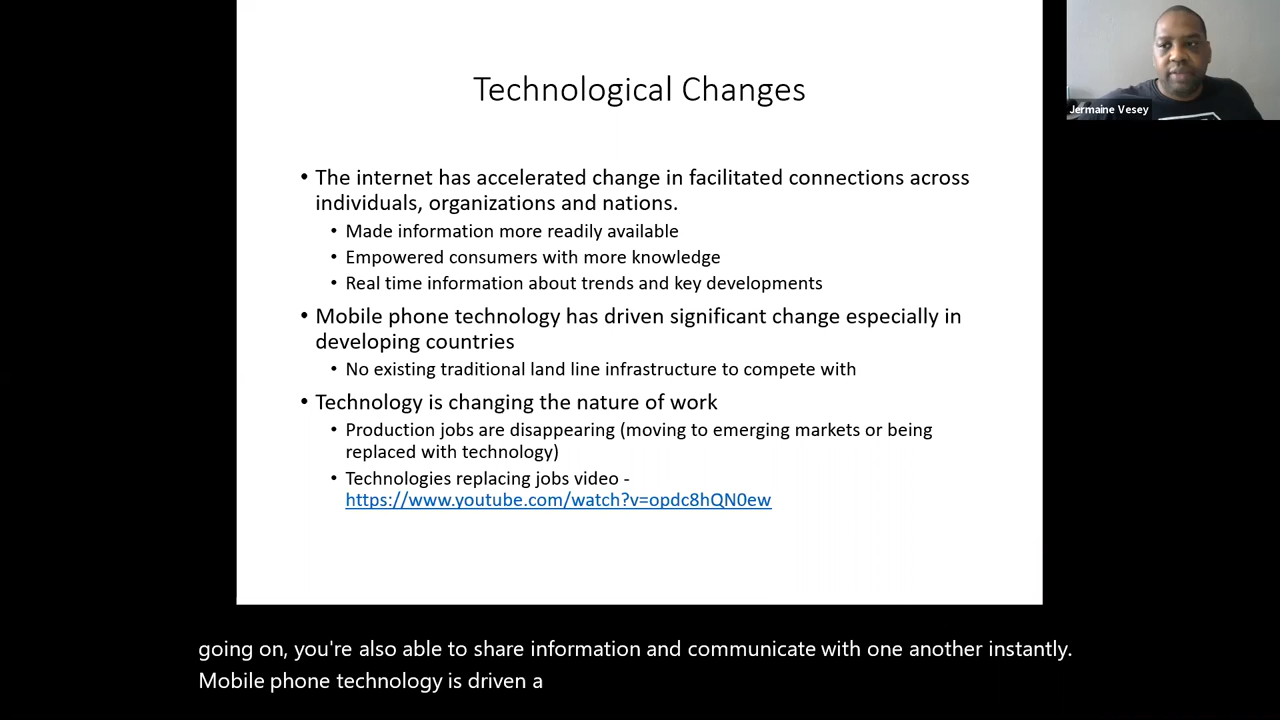 Technological Changes
Jermaine Vesey
• The internet has accelerated change in facilitated connections across
individuals, organizations and nations.
• Made information more readily available
• Empowered consumers with more knowledge
• Real time information about trends and key developments
• Mobile phone technology has driven significant change especially in
developing countries
• No existing traditional land line infrastructure to compete with
• Technology is changing the nature of work
• Production jobs are disappearing (moving to emerging markets or being
replaced with technology)
• Technologies replacing jobs video -
https://www.youtube.com/watch?v=opdc8hQN0ew
going on, you're also able to share information and communicate with one another instantly.
Mobile phone technology is driven a